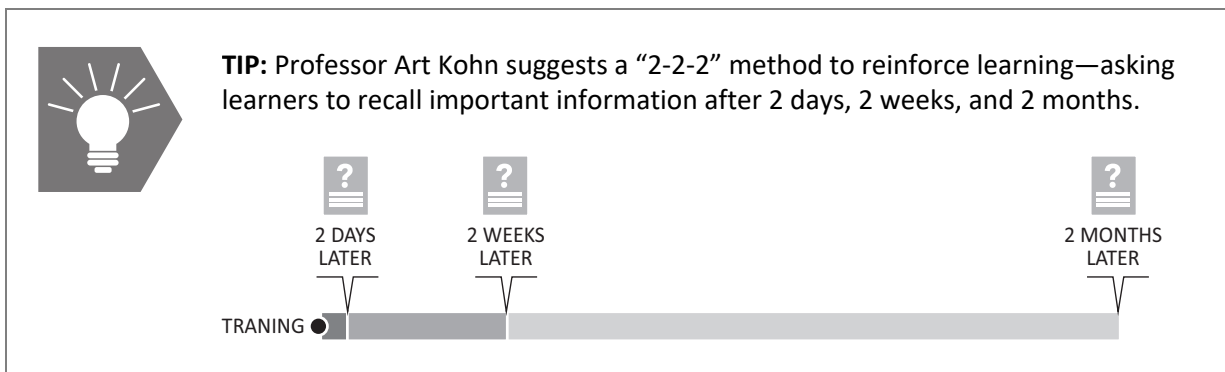 TIP: Professor Art Kohn suggests a “2-2-2” method to reinforce learning—asking
learners to recall important information after 2 days, 2 weeks, and 2 months.
?
?
?
2 DAYS
LATER
2 WEEKS
LATER
2 MONTHS
LATER
TRANING